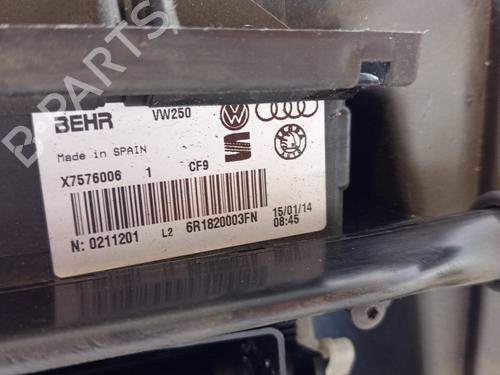 BEHR VW250
Made in SPAIN
X7576006 1 CF9
N: 0211201 L2 6R1820003FN 15/01/14
08:45
B-PARTS